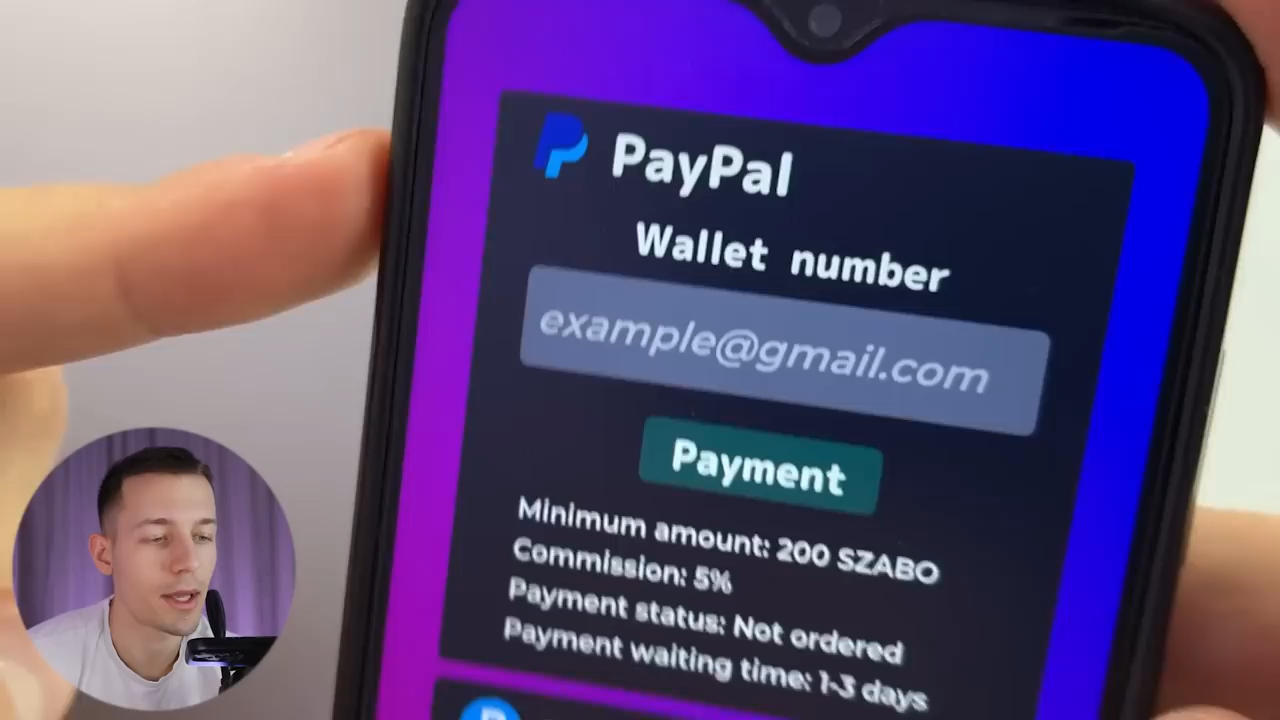 PayPal
Wallet number
example@gmail.com
Payment
Minimum amount: 200 SZABO
Commission: 5%
Payment status: Not ordered
Payment waiting time: 1-3 days